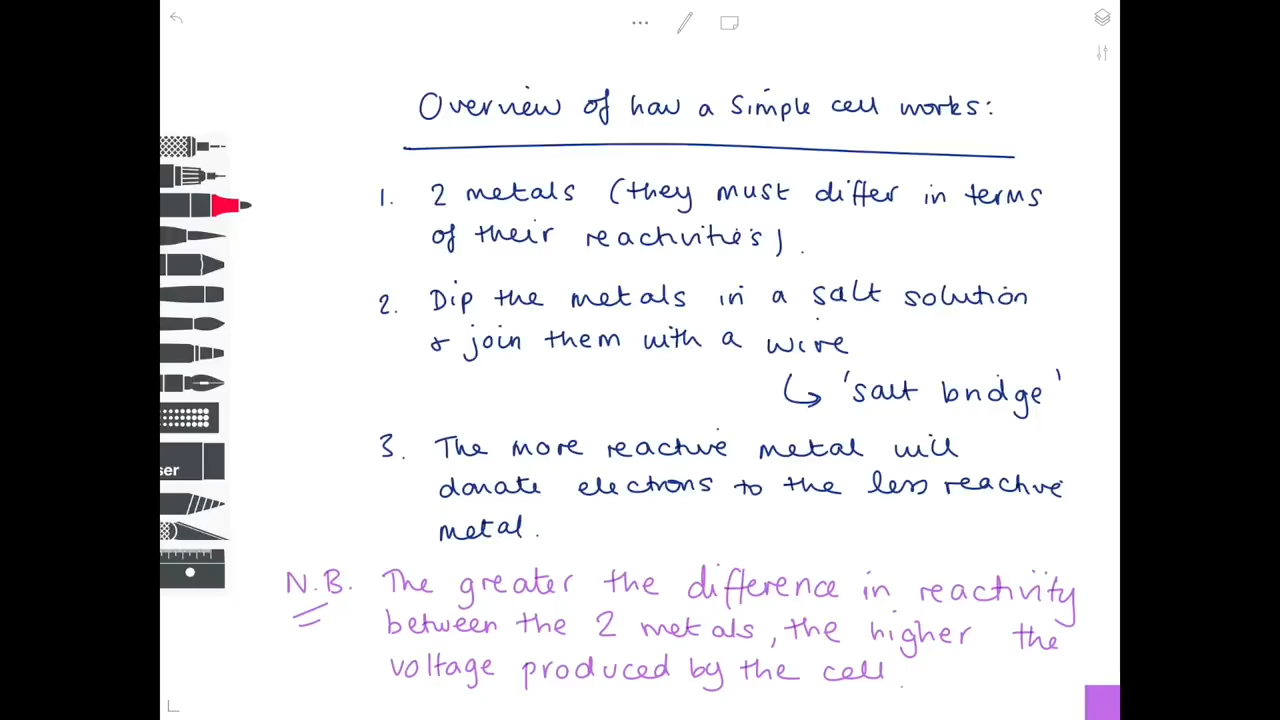 Overview of how a simple cell works:
1. 2 metals (they must differ in terms
of their reactivities).
2. Dip the metals in a salt solution
& join them with a wire
↳ 'salt bridge'
3. The more reactive metal will
donate electrons to the less reactive
metal.
N.B. The greater the difference in reactivity
between the 2 metals, the higher the
voltage produced by the cell.
ser